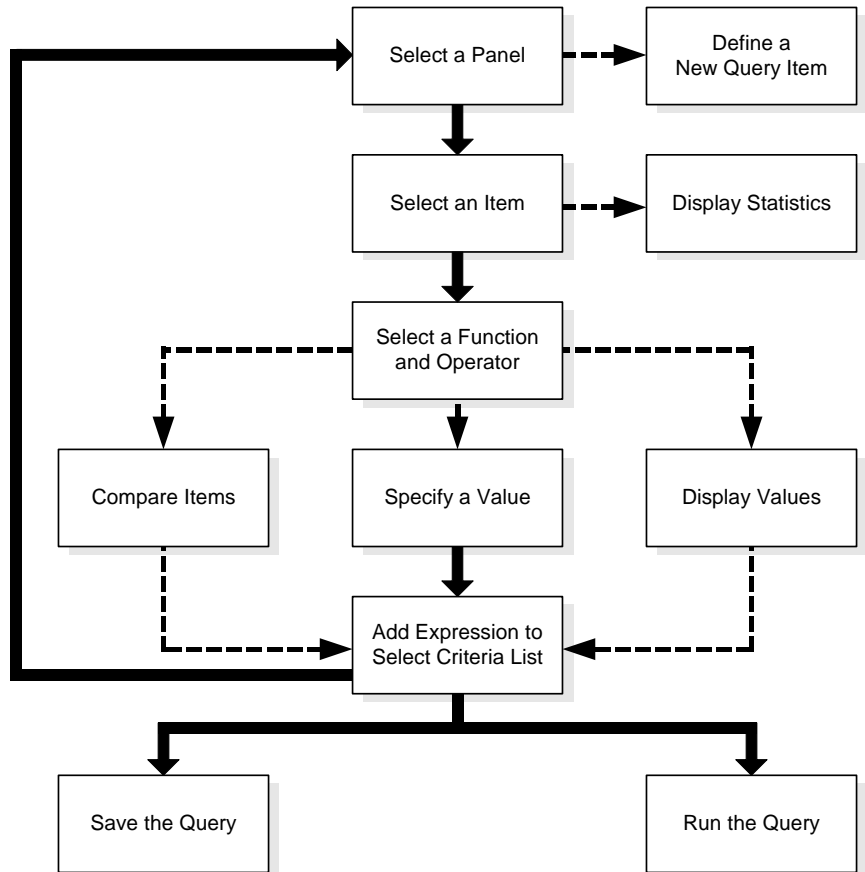 Select a Panel
Define a
New Query Item
Select an Item
Display Statistics
Select a Function
and Operator
Compare Items
Specify a Value
Display Values
Add Expression to
Select Criteria List
Save the Query
Run the Query